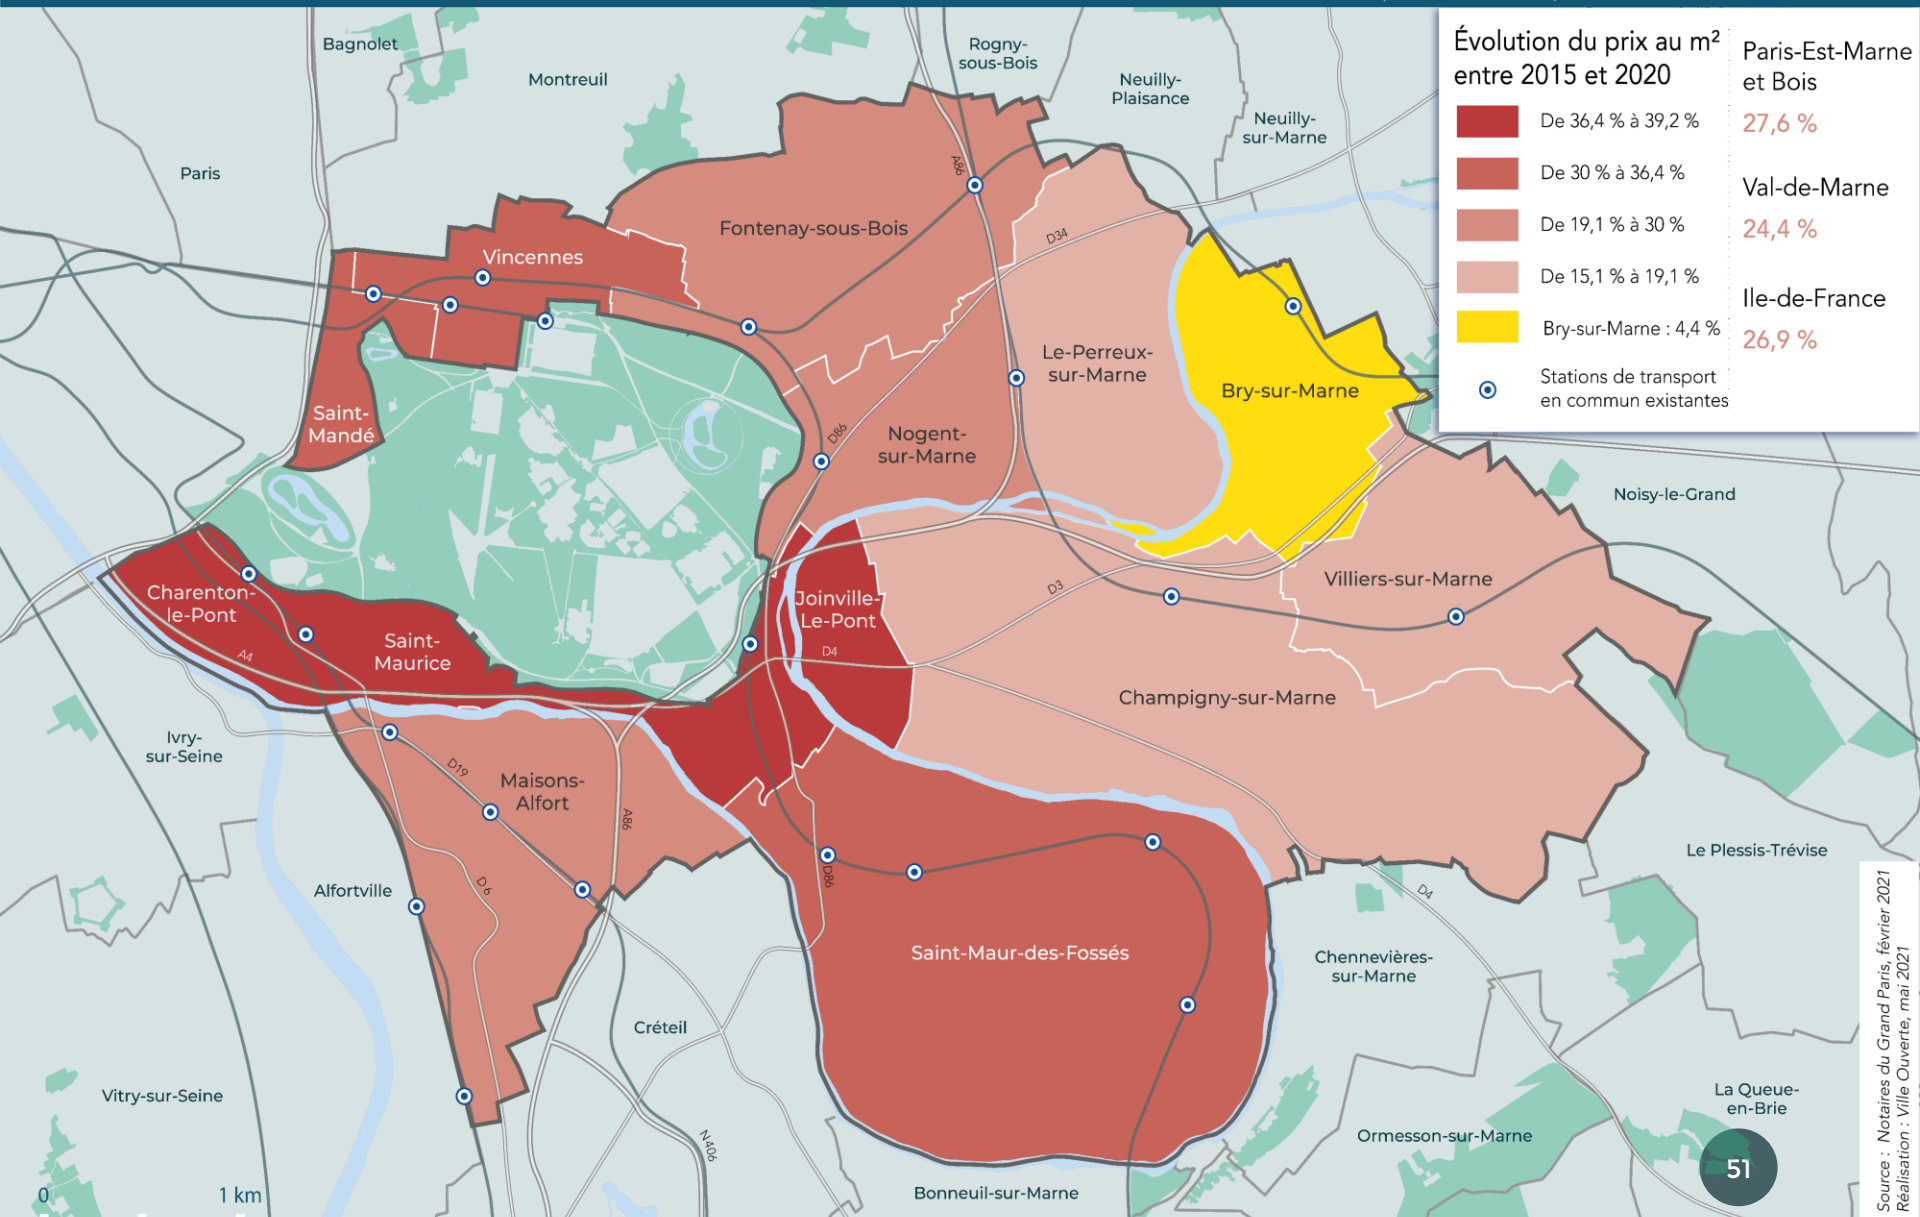 Bagnolet
Montreuil
Rogny-
sous-Bois
Neuilly-
Plaisance
Neuilly-
sur-Marne
Paris
A86
Fontenay-sous-Bois
D34
Vincennes
Le-Perreux-
sur-Marne
Bry-sur-Marne
Saint-
Mandé
D86
Nogent-
sur-Marne
Noisy-le-Grand
Charenton-
le-Pont
Joinville-
Le-Pont
D3
Villiers-sur-Marne
Saint-
Maurice
A4
D4
Champigny-sur-Marne
Ivry-
sur-Seine
D19
Maisons-
Alfort
A86
Le Plessis-Trévise
Alfortville
D6
D86
D4
Saint-Maur-des-Fossés
Chennevières-
sur-Marne
Créteil
Vitry-sur-Seine
La Queue-
en-Brie
N406
Ormesson-sur-Marne
Bonneuil-sur-Marne
0
1 km
51
Évolution du prix au m²
entre 2015 et 2020
De 36,4 % à 39,2 %
De 30 % à 36,4 %
De 19,1 % à 30 %
De 15,1 % à 19,1 %
Bry-sur-Marne : 4,4 %
Stations de transport
en commun existantes
Paris-Est-Marne
et Bois
27,6 %
Val-de-Marne
24,4 %
Ile-de-France
26,9 %
Source : Notaires du Grand Paris, février 2021
Réalisation : Ville Ouverte, mai 2021